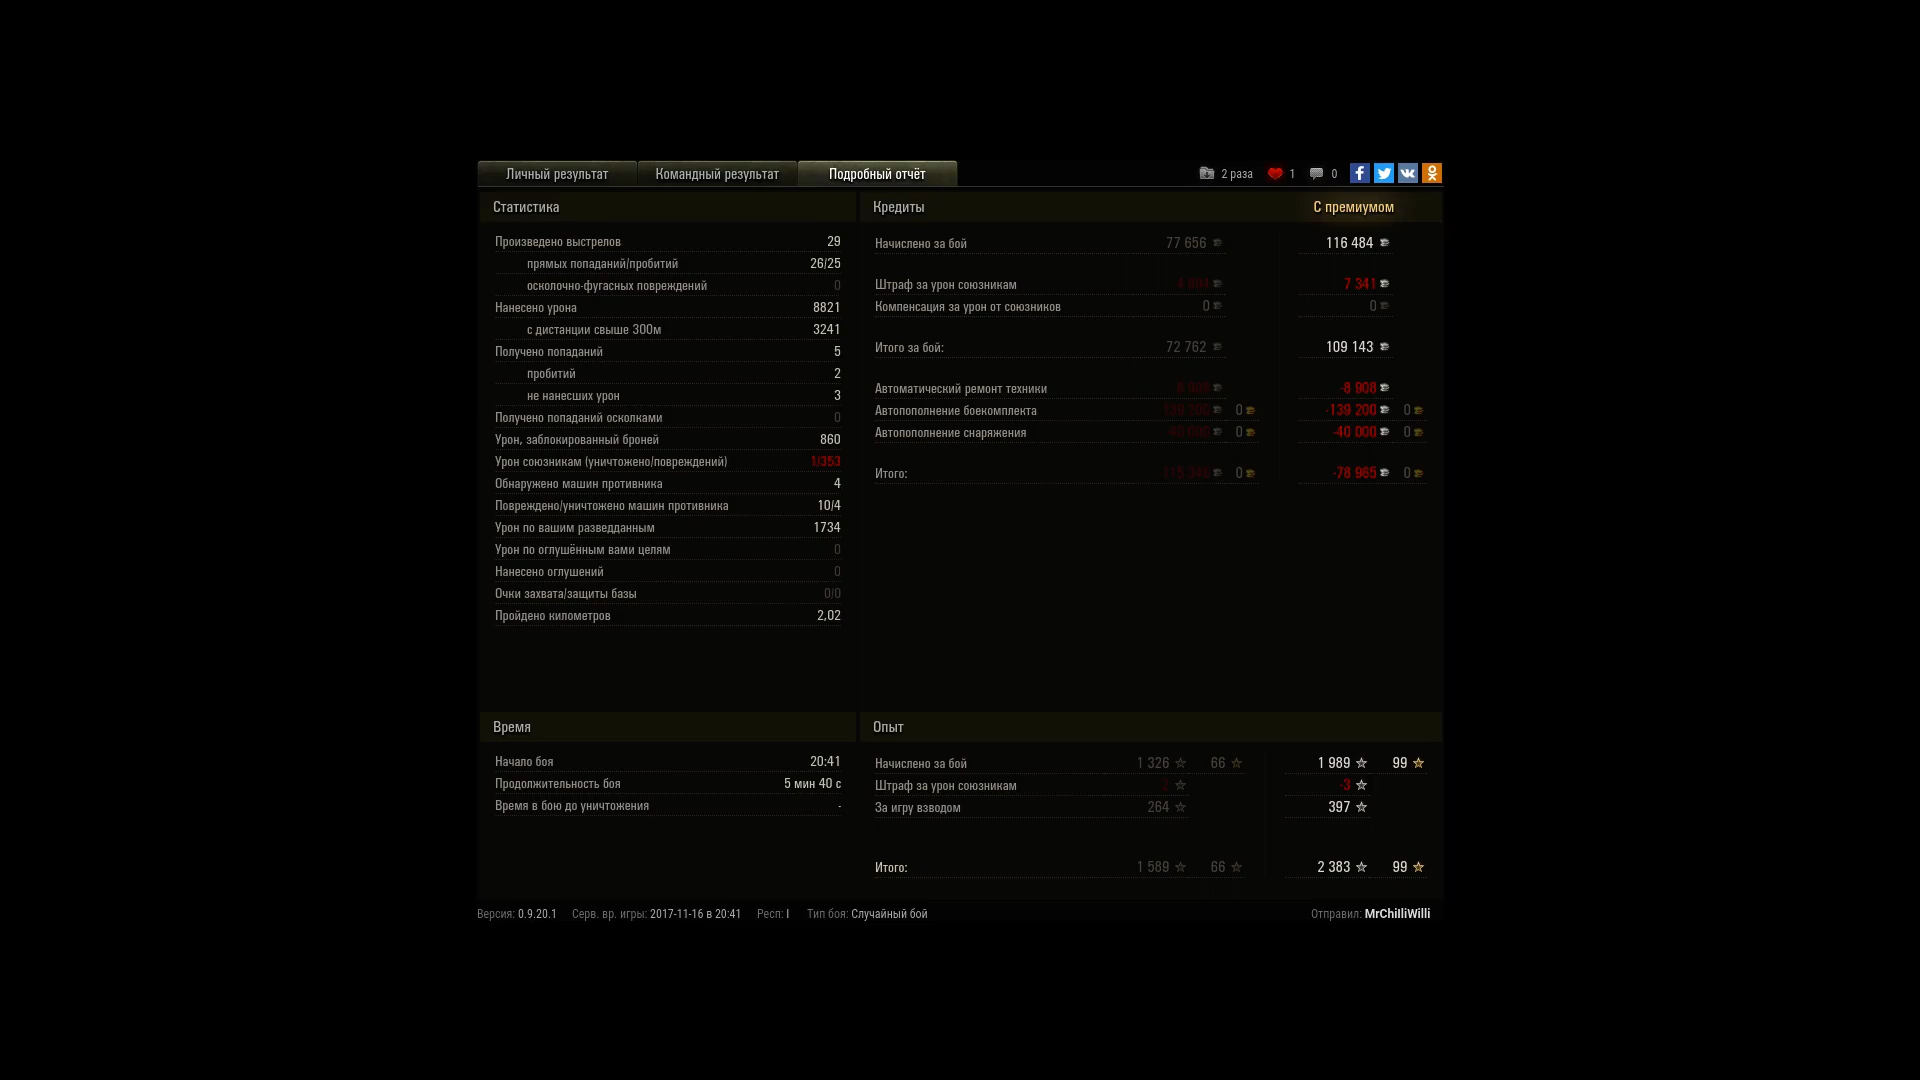 Личный результат Командный результат Подробный отчёт 2 раза 1 0
Статистика
Произведено выстрелов 29
прямых попаданий/пробитий 26/25
осколочно-фугасных повреждений 0
Нанесено урона 8821
с дистанции свыше 300м 3241
Получено попаданий 5
пробитий 2
не нанесших урон 3
Получено попаданий осколками 0
Урон, заблокированный броней 860
Урон союзникам (уничтожено/повреждений) 1/353
Обнаружено машин противника 4
Повреждено/уничтожено машин противника 10/4
Урон по вашим разведданным 1734
Урон по оглушённым вами целям 0
Нанесено оглушений 0
Очки захвата/защиты базы 0/0
Пройдено километров 2,02
Кредиты С премиумом
Начислено за бой 77 656 116 484
Штраф за урон союзникам 7 341
Компенсация за урон от союзников 0 0
Итого за бой: 72 762 109 143
Автоматический ремонт техники -8 908
Автопополнение боекомплекта 0 -139 200 0
Автопополнение снаряжения 0 -40 000 0
Итого: 0 -78 965 0
Время
Начало боя 20:41
Продолжительность боя 5 мин 40 с
Время в бою до уничтожения -
Опыт
Начислено за бой 1 326 66 1 989 99
Штраф за урон союзникам -3
За игру взводом 264 397
Итого: 1 589 66 2 383 99
Версия: 0.9.20.1 Серв. вр. игры: 2017-11-16 в 20:41 Респ: I Тип боя: Случайный бой Отправил: MrChilliWilli